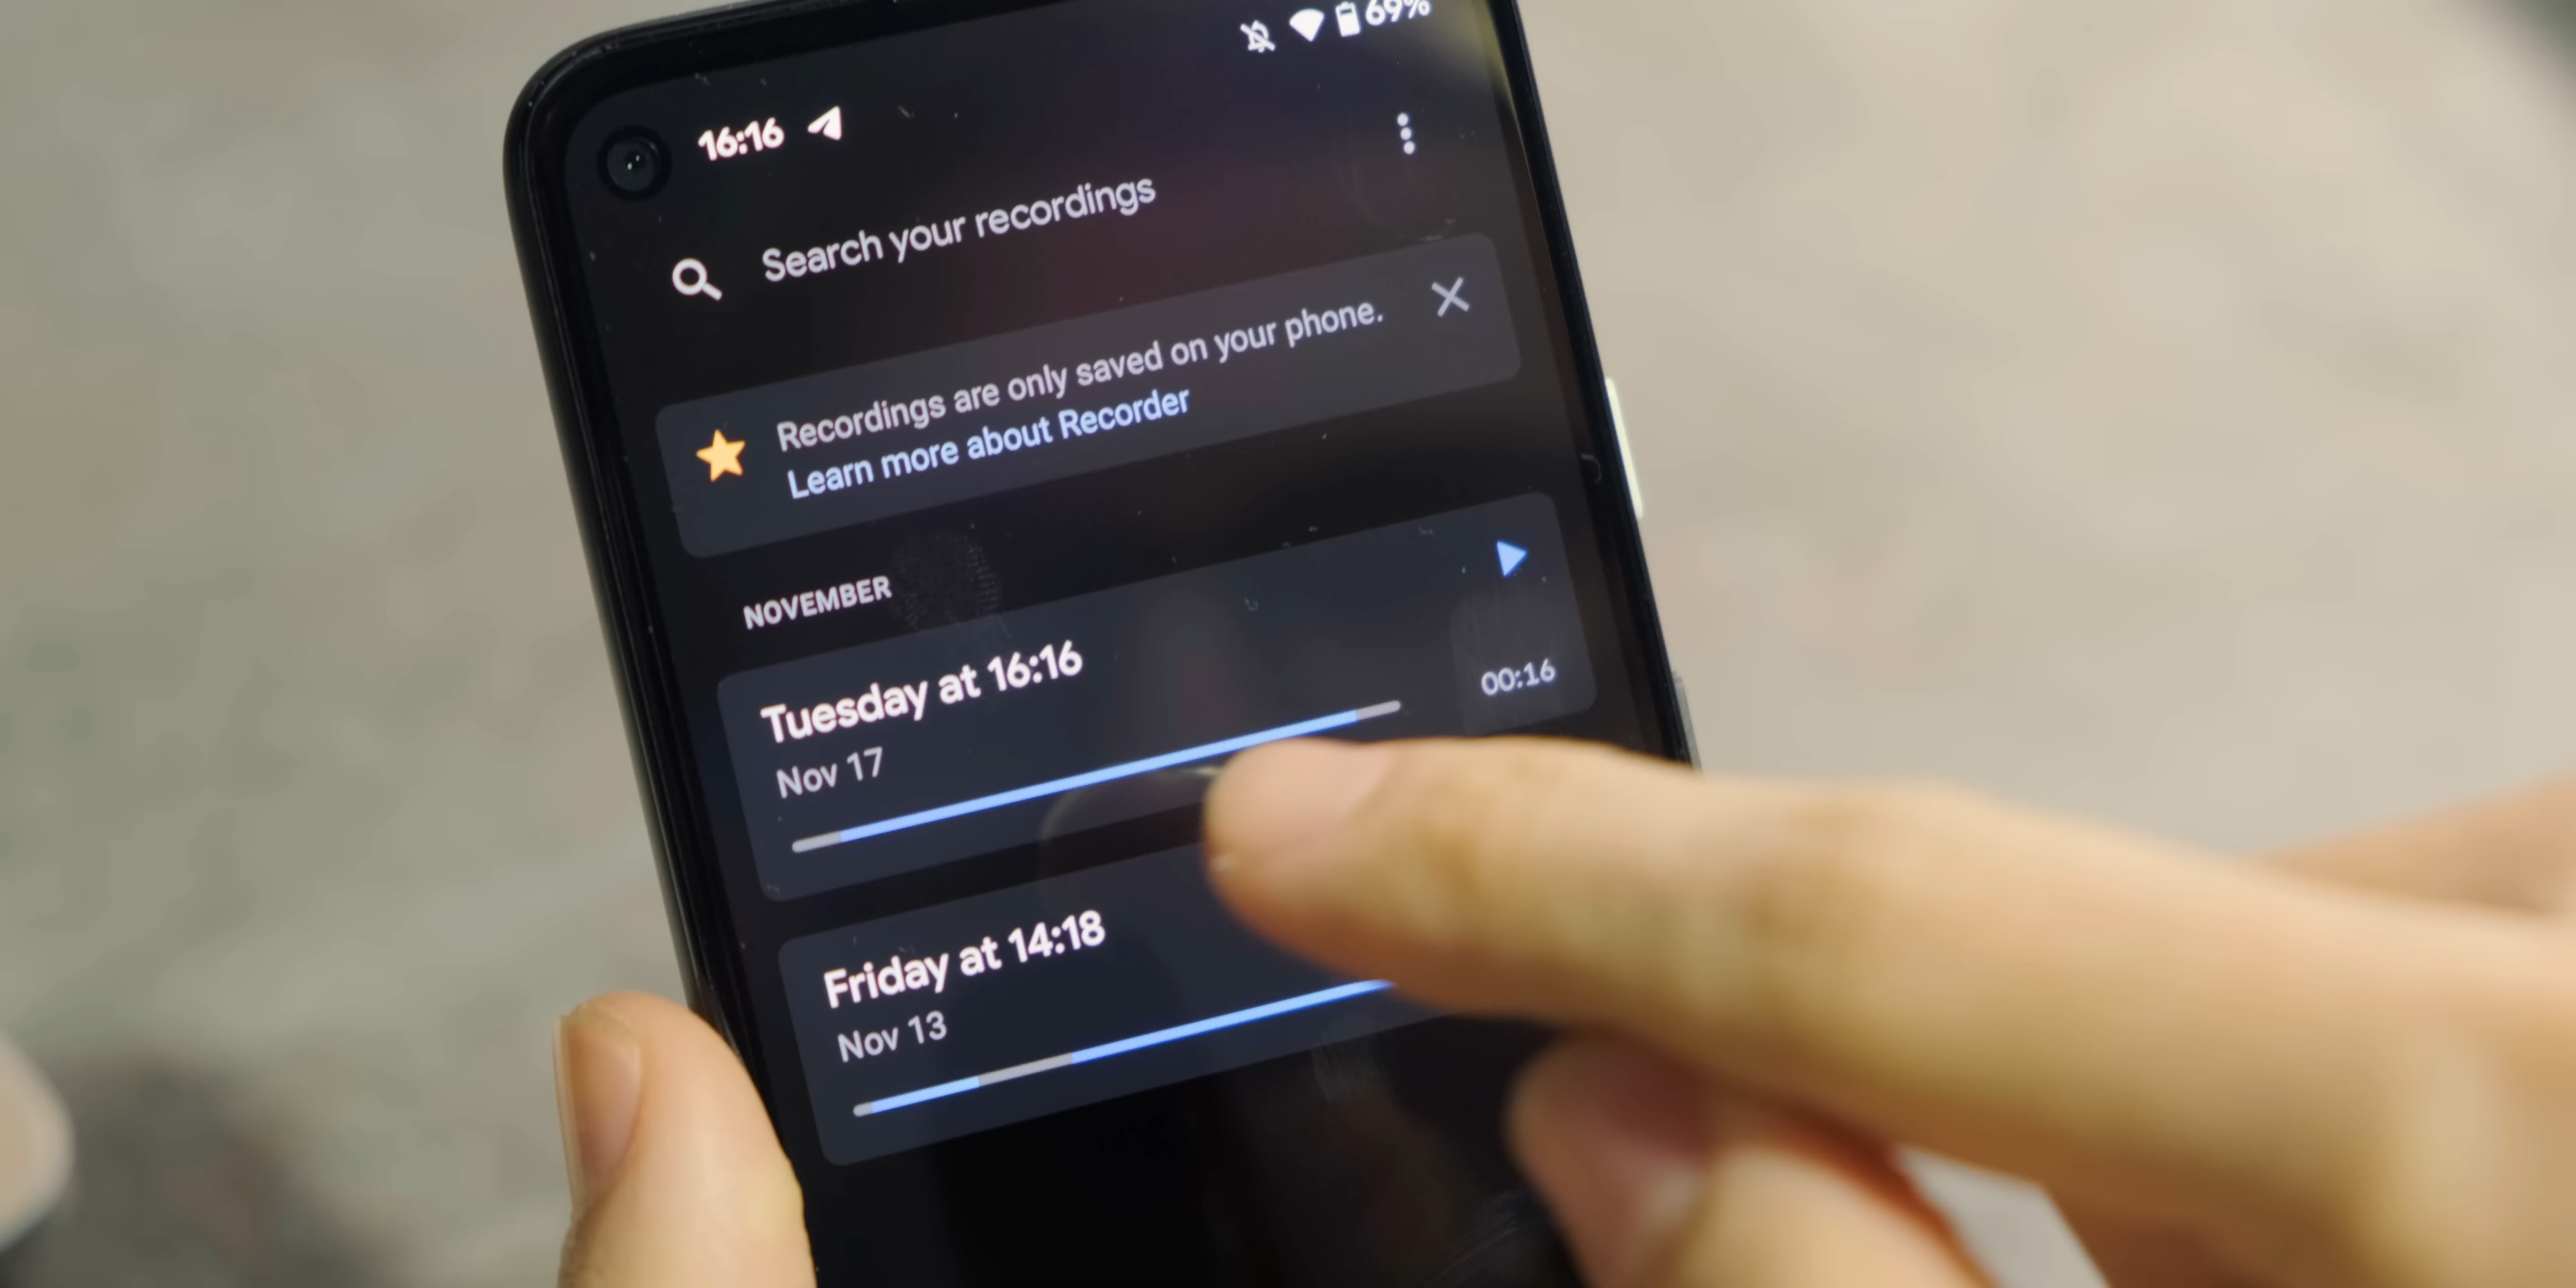 16:16
69%
Search your recordings
Recordings are only saved on your phone.
Learn more about Recorder
NOVEMBER
Tuesday at 16:16
Nov 17
00:16
Friday at 14:18
Nov 13